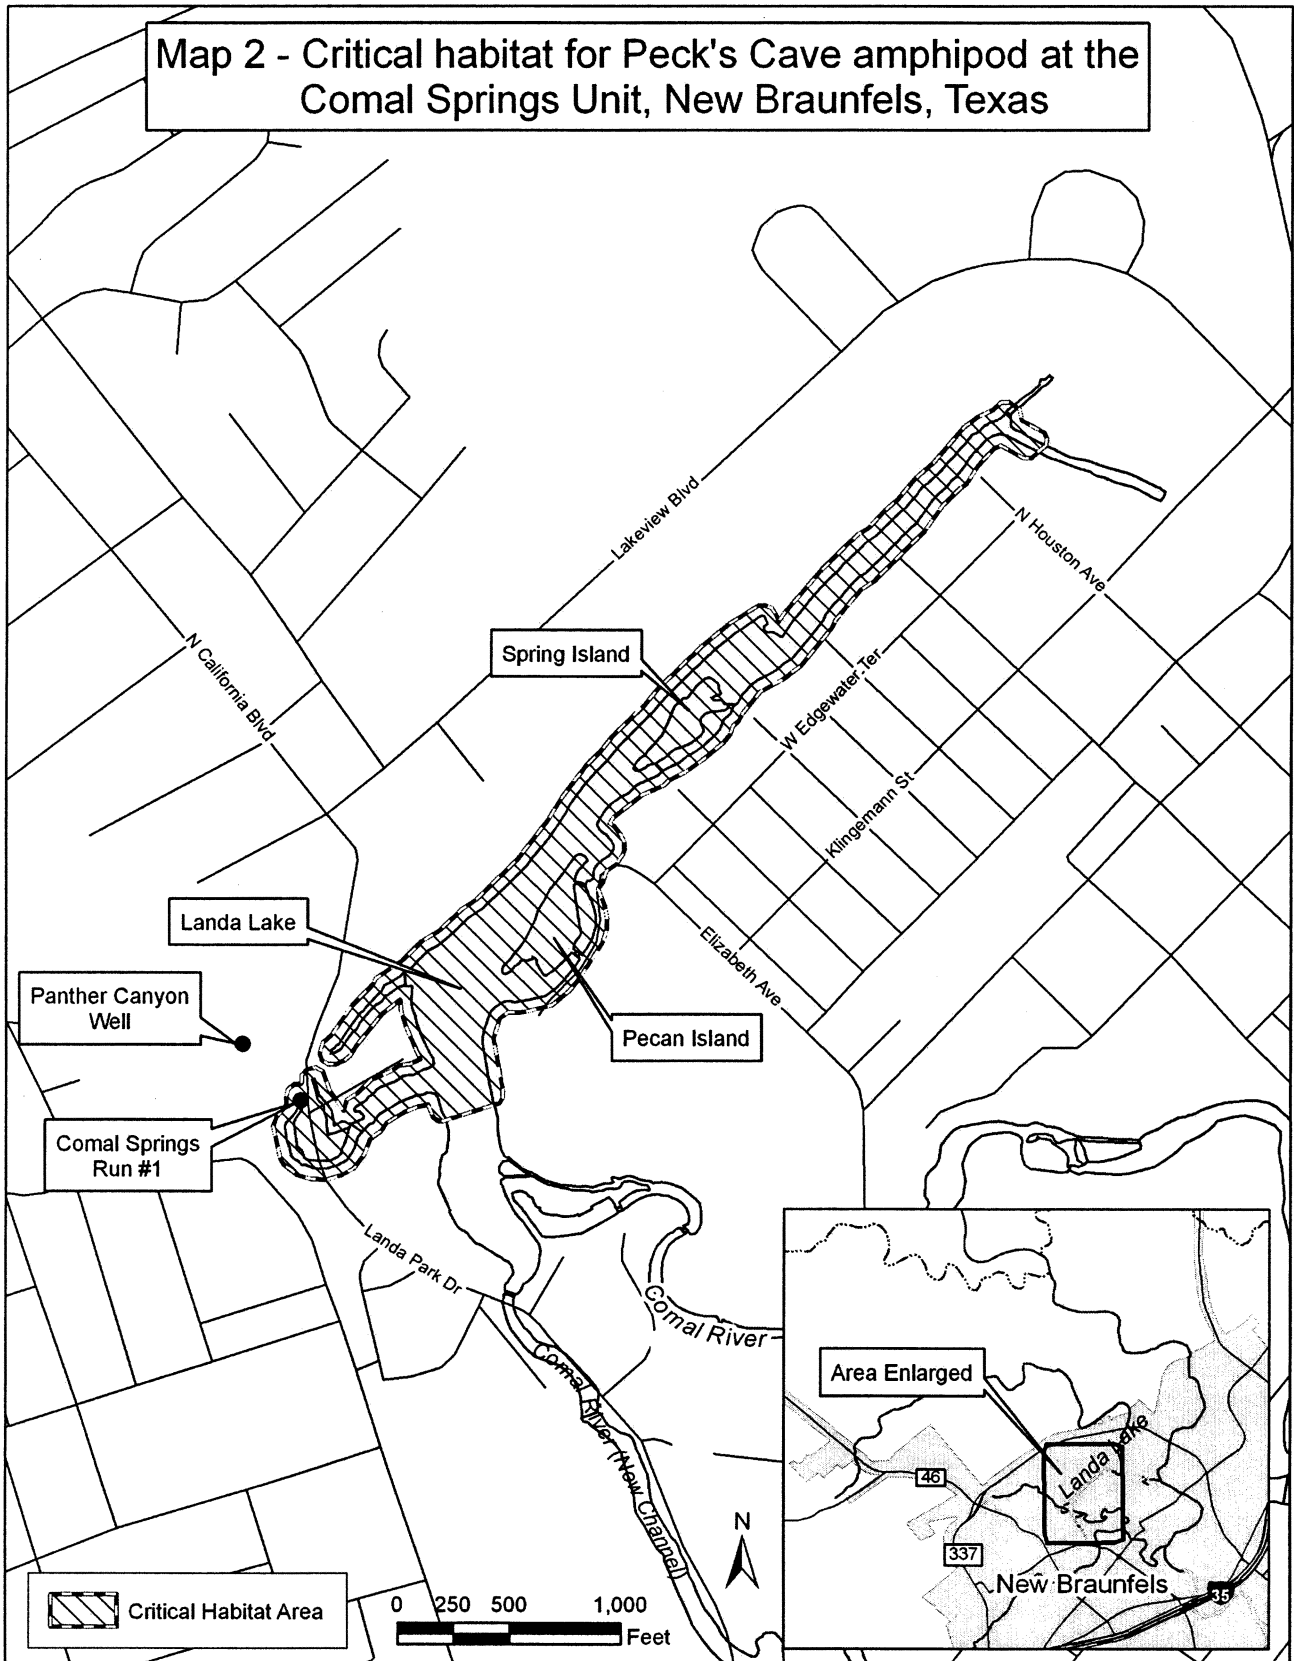 Map 2 - Critical habitat for Peck's Cave amphipod at the
Comal Springs Unit, New Braunfels, Texas
Lakeview Blvd
N Houston Ave
N California Blvd
Spring Island
W Edgewater Ter
Klingemann St
Landa Lake
Elizabeth Ave
Panther Canyon
Well
Pecan Island
Comal Springs
Run #1
Landa Park Dr
Comal River
Comal River (New Channel)
Area Enlarged
Landa Lake
46
337
New Braunfels
35
N
Critical Habitat Area
0 250 500 1,000
Feet